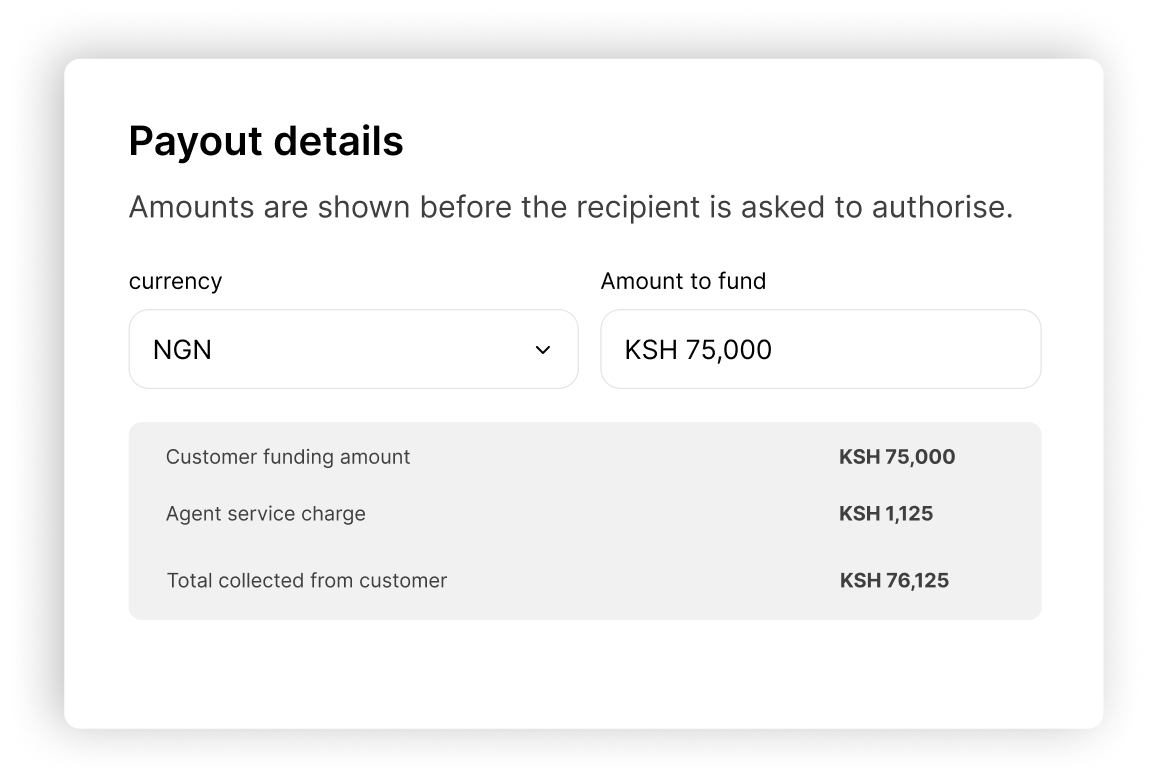 Payout details
Amounts are shown before the recipient is asked to authorise.
currency
Amount to fund
NGN
KSH 75,000
Customer funding amount
KSH 75,000
Agent service charge
KSH 1,125
Total collected from customer
KSH 76,125